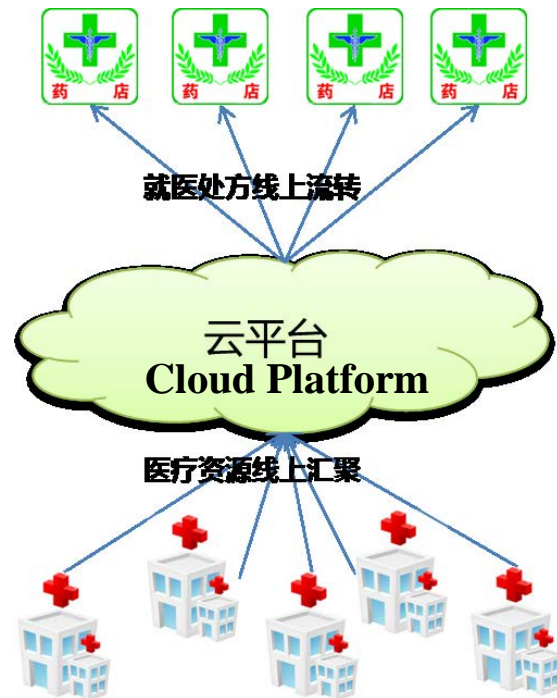 药 店 药 店 药 店 药 店
就医处方线上流转
云平台
Cloud Platform
医疗资源线上汇聚